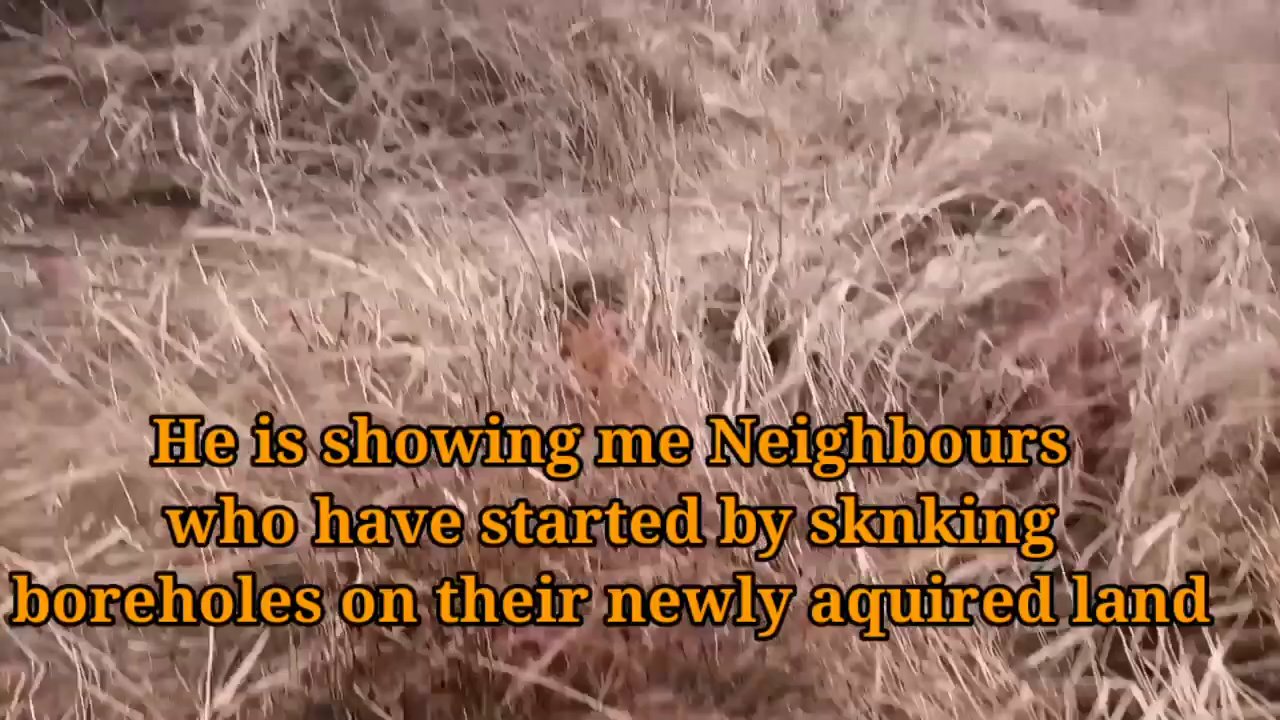 He is showing me Neighbours
who have started by sknking
boreholes on their newly aquired land